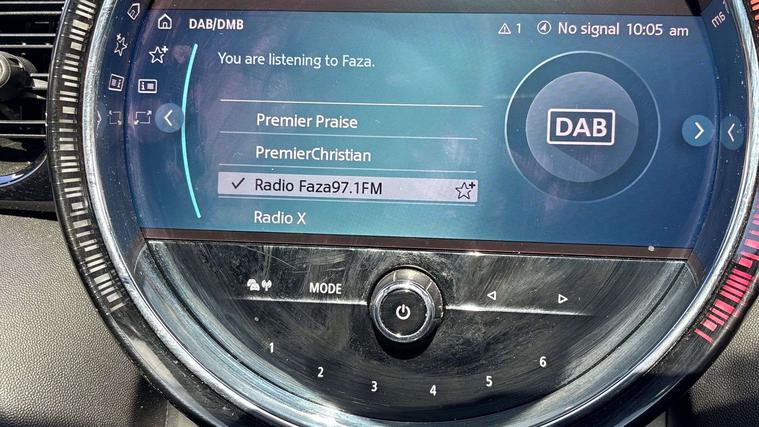 DAB/DMB
1 No signal 10:05 am
You are listening to Faza.
Premier Praise
PremierChristian
Radio Faza97.1FM
Radio X
DAB
MODE
1 2 3 4 5 6